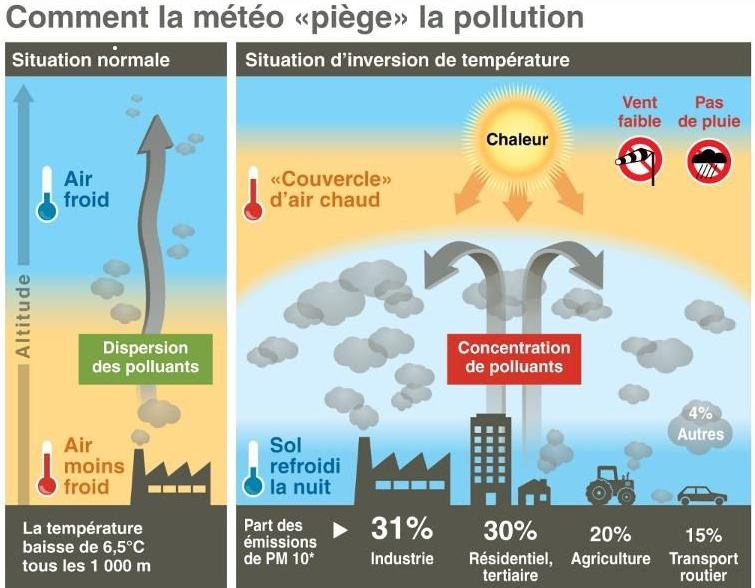 Comment la météo «piège» la pollution
Situation normale
Altitude
Air
froid
Dispersion
des polluants
Air
moins
froid
La température
baisse de 6,5°C
tous les 1 000 m
Situation d'inversion de température
Chaleur
Vent
faible
Pas
de pluie
«Couvercle»
d'air chaud
Concentration
de polluants
Sol
refroidi
la nuit
4%
Autres
Part des
émissions
de PM 10*
31%
Industrie
30%
Résidentiel,
tertiaire
20%
Agriculture
15%
Transport
routier